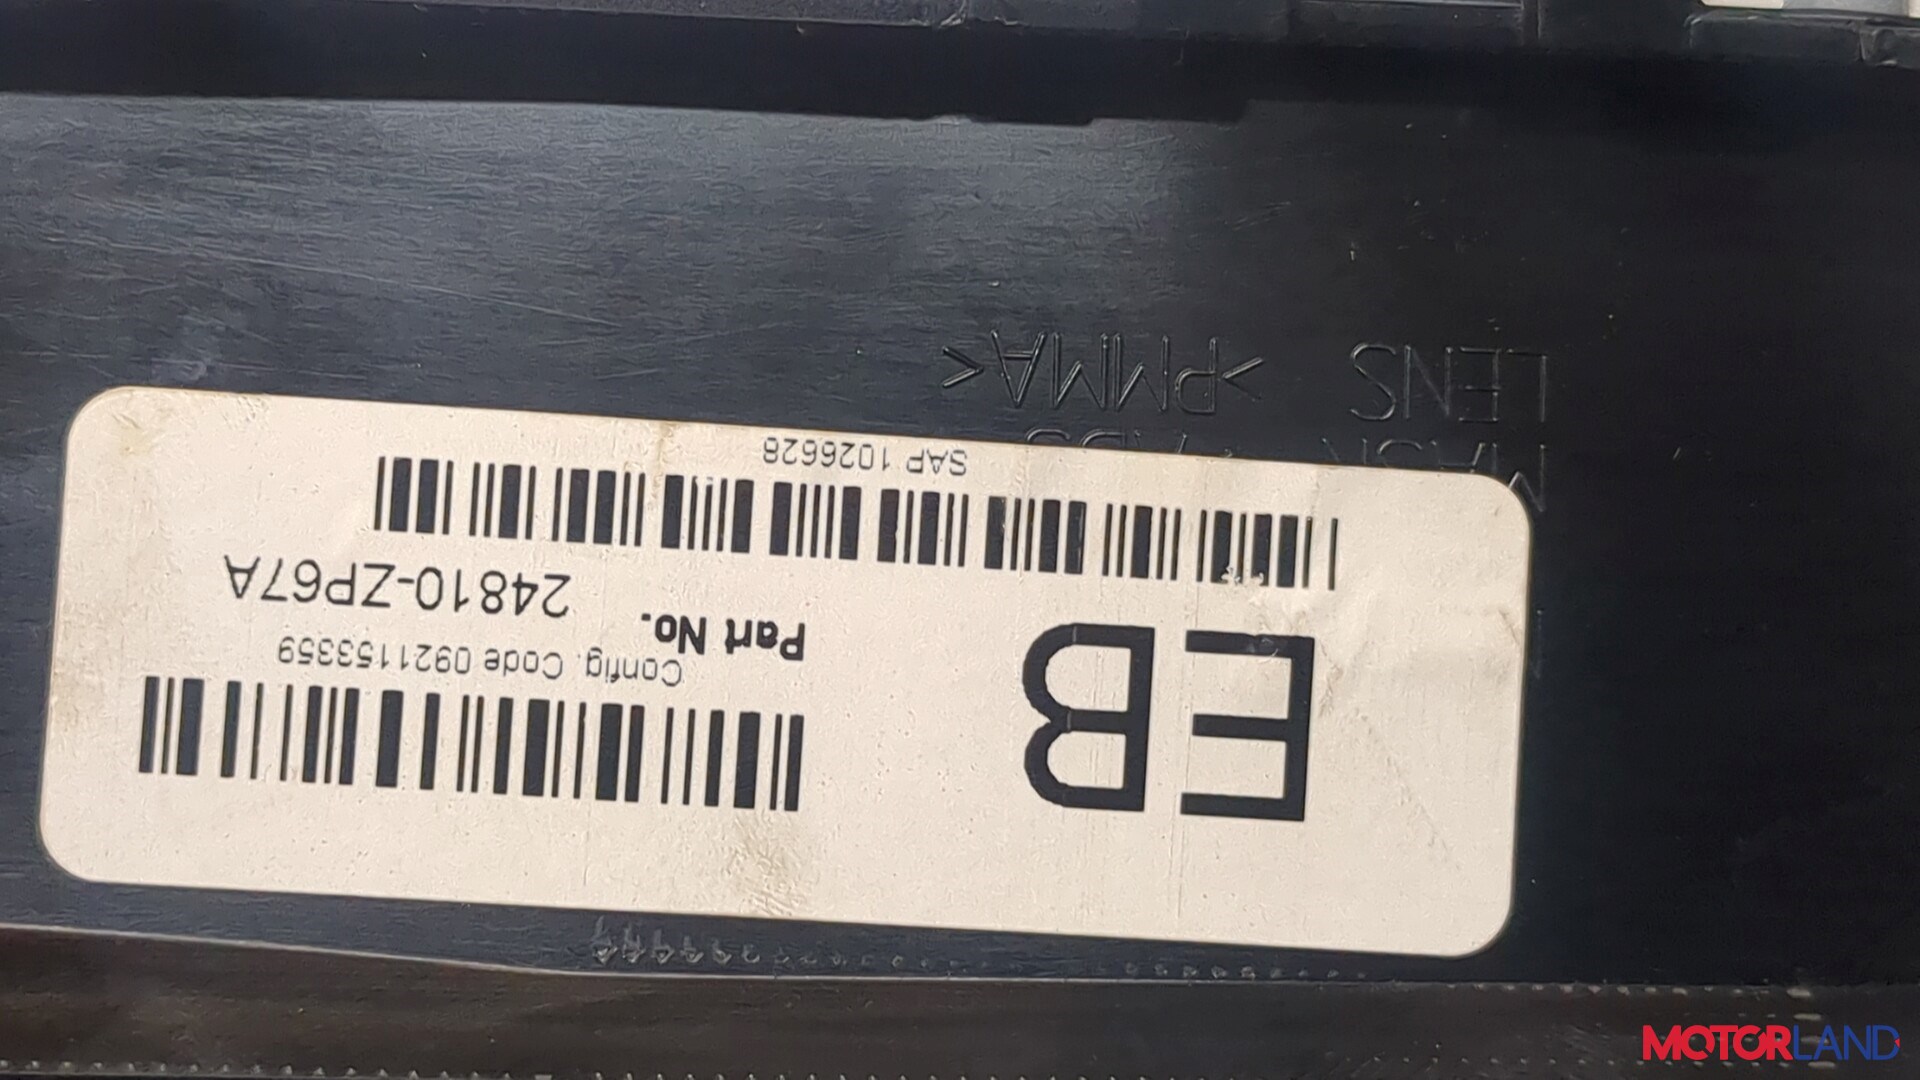 EB
Config. Code 0921153359
Part No. 24810-ZP67A
SAP 1026628
LENS >PMMA<
MOTORLAND